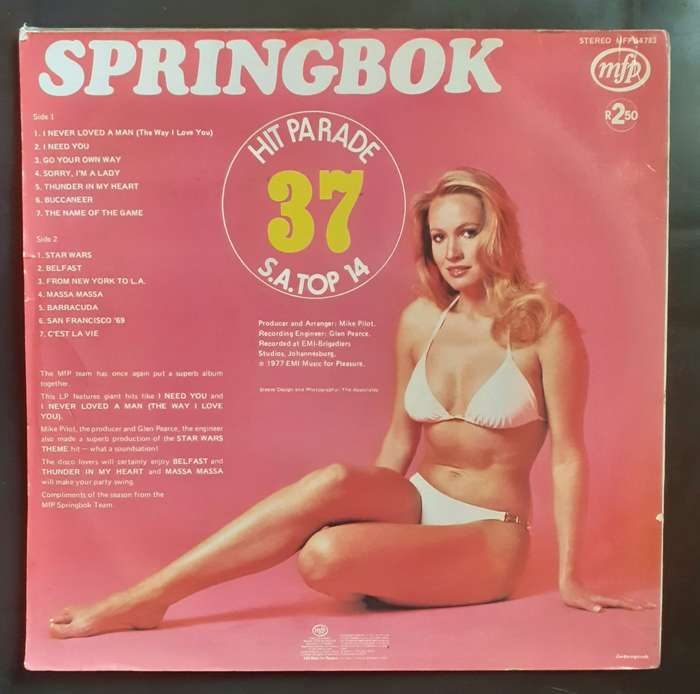 SPRINGBOK
STEREO MFP 54783
mfp
R250
HIT PARADE
37
S.A. TOP 14
Side 1
1. I NEVER LOVED A MAN (The Way I Love You)
2. I NEED YOU
3. GO YOUR OWN WAY
4. SORRY, I'M A LADY
5. THUNDER IN MY HEART
6. BUCCANEER
7. THE NAME OF THE GAME
Side 2
1. STAR WARS
2. BELFAST
3. FROM NEW YORK TO L.A.
4. MASSA MASSA
5. BARRACUDA
6. SAN FRANCISCO '69
7. C'EST LA VIE
Producer and Arranger: Mike Pilot.
Recording Engineer: Glen Pearce.
Recorded at EMI-Brigadiers
Studios, Johannesburg.
℗ 1977 EMI Music for Pleasure.
Sleeve Design and Photography: The Associates
The MfP team has once again put a superb album
together.
This LP features giant hits like I NEED YOU and
I NEVER LOVED A MAN (THE WAY I LOVE
YOU).
Mike Pilot, the producer and Glen Pearce, the engineer
also made a superb production of the STAR WARS
THEME hit — what a soundsation!
The disco lovers will certainly enjoy BELFAST and
THUNDER IN MY HEART and MASSA MASSA
will make your party swing.
Compliments of the season from the
MfP Springbok Team.
mfp